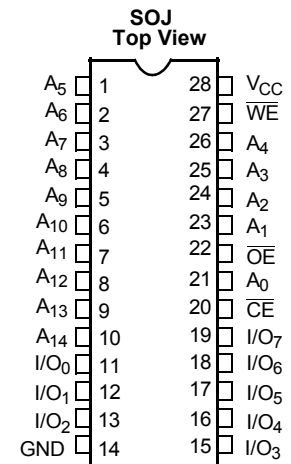 SOJ
Top View
A5 1 28 VCC
A6 2 27 WE
A7 3 26 A4
A8 4 25 A3
A9 5 24 A2
A10 6 23 A1
A11 7 22 OE
A12 8 21 A0
A13 9 20 CE
A14 10 19 I/O7
I/O0 11 18 I/O6
I/O1 12 17 I/O5
I/O2 13 16 I/O4
GND 14 15 I/O3